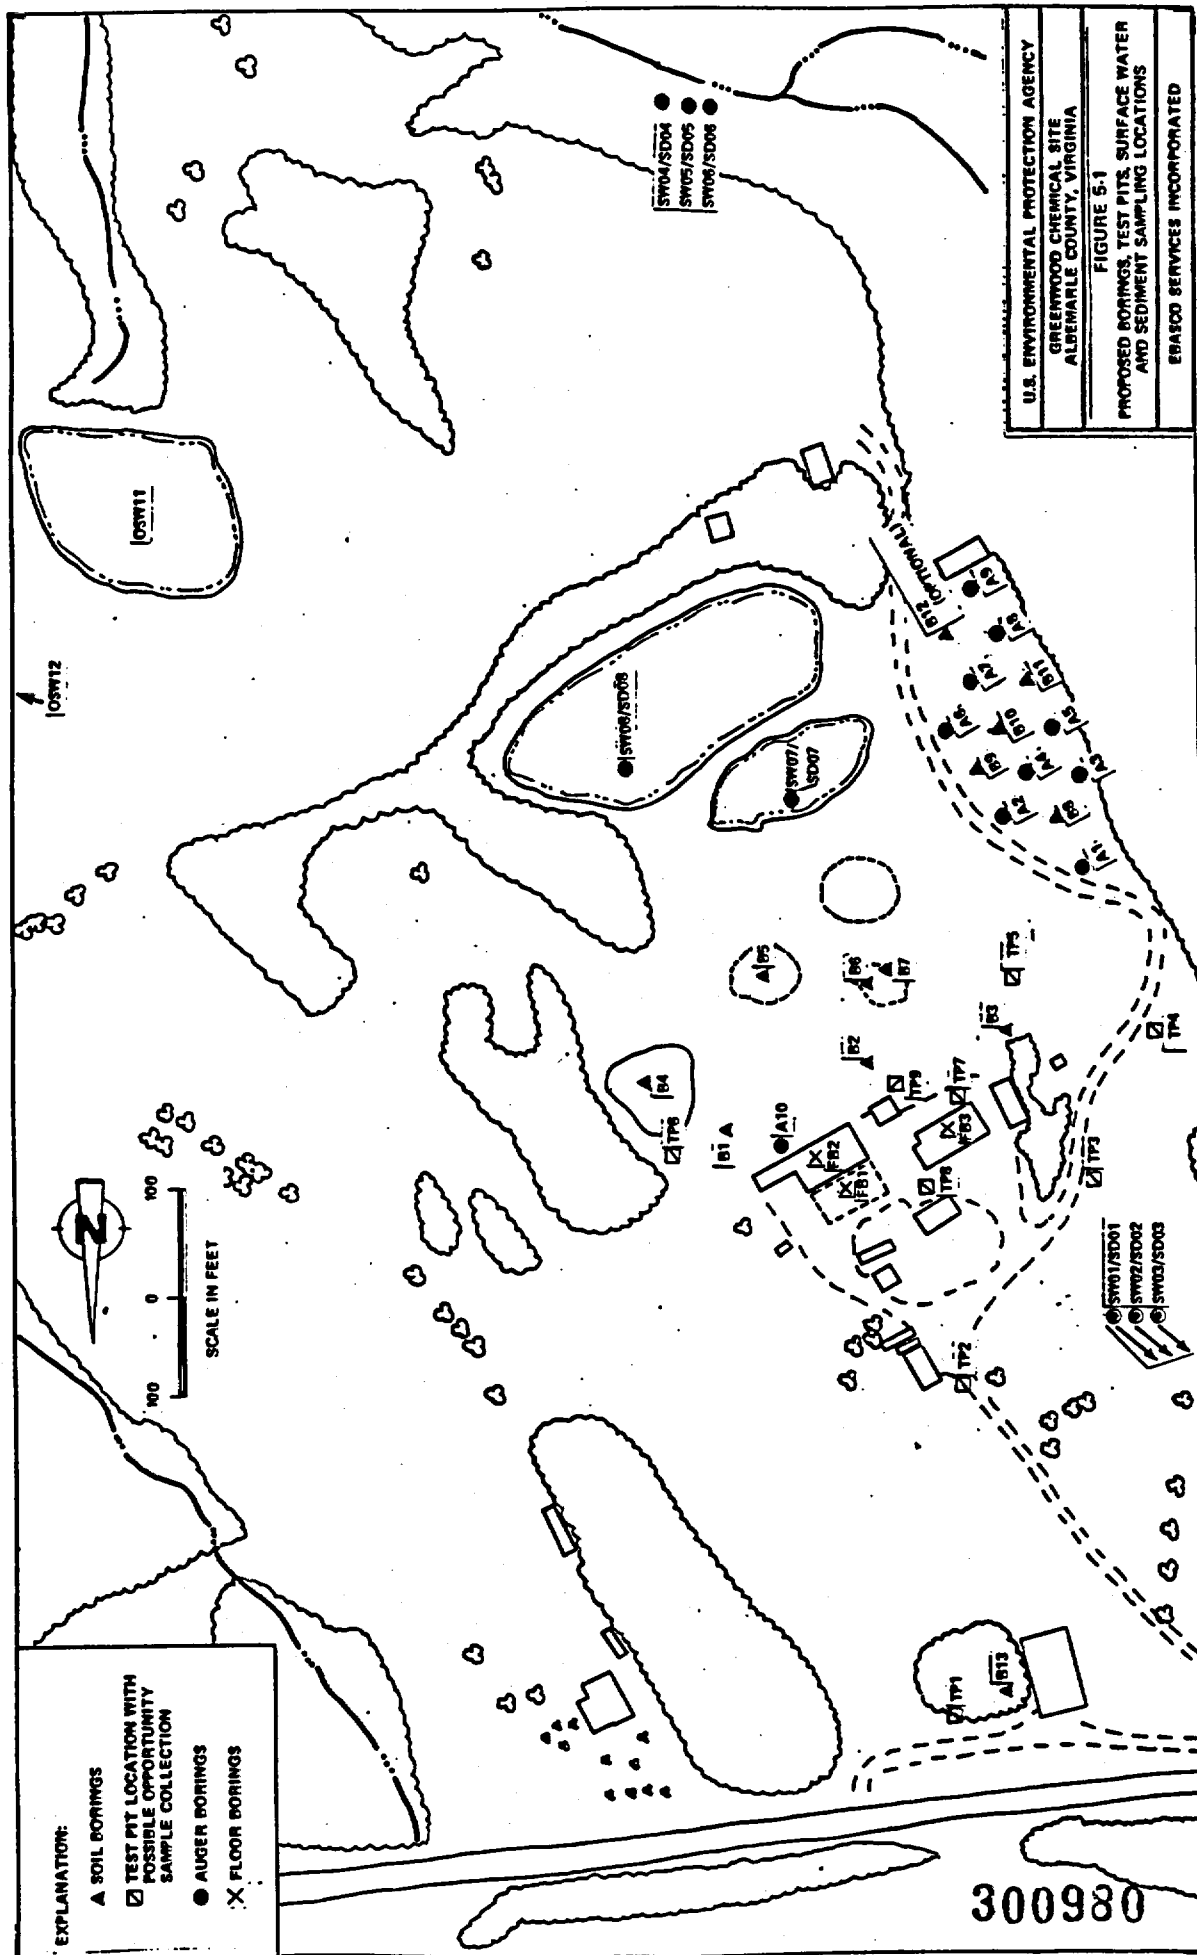 U.S. ENVIRONMENTAL PROTECTION AGENCY
GREENWOOD CHEMICAL SITE
ALBEMARLE COUNTY, VIRGINIA
FIGURE 5-1
PROPOSED BORINGS, TEST PITS, SURFACE WATER
AND SEDIMENT SAMPLING LOCATIONS
EBASCO SERVICES INCORPORATED
EXPLANATION:
SOIL BORINGS
TEST PIT LOCATION WITH
POSSIBLE OPPORTUNITY
SAMPLE COLLECTION
AUGER BORINGS
FLOOR BORINGS
N
100 0 100
SCALE IN FEET
OSW12
OSW11
SW04/SD04
SW05/SD05
SW06/SD06
SW08/SD08
SW07/
SD07
B12
(OPTIONAL)
A9
A8
A7
B11
A6
B10
A5
B9
A4
A3
A2
B8
A1
B5
B6
B7
B4
TP6
B1
A10
B2
TP9
B3
TP5
TP7
TP4
FB2
FB1
FB3
TP8
TP3
SW01/SD01
SW02/SD02
SW03/SD03
TP2
TP1
B13
300980